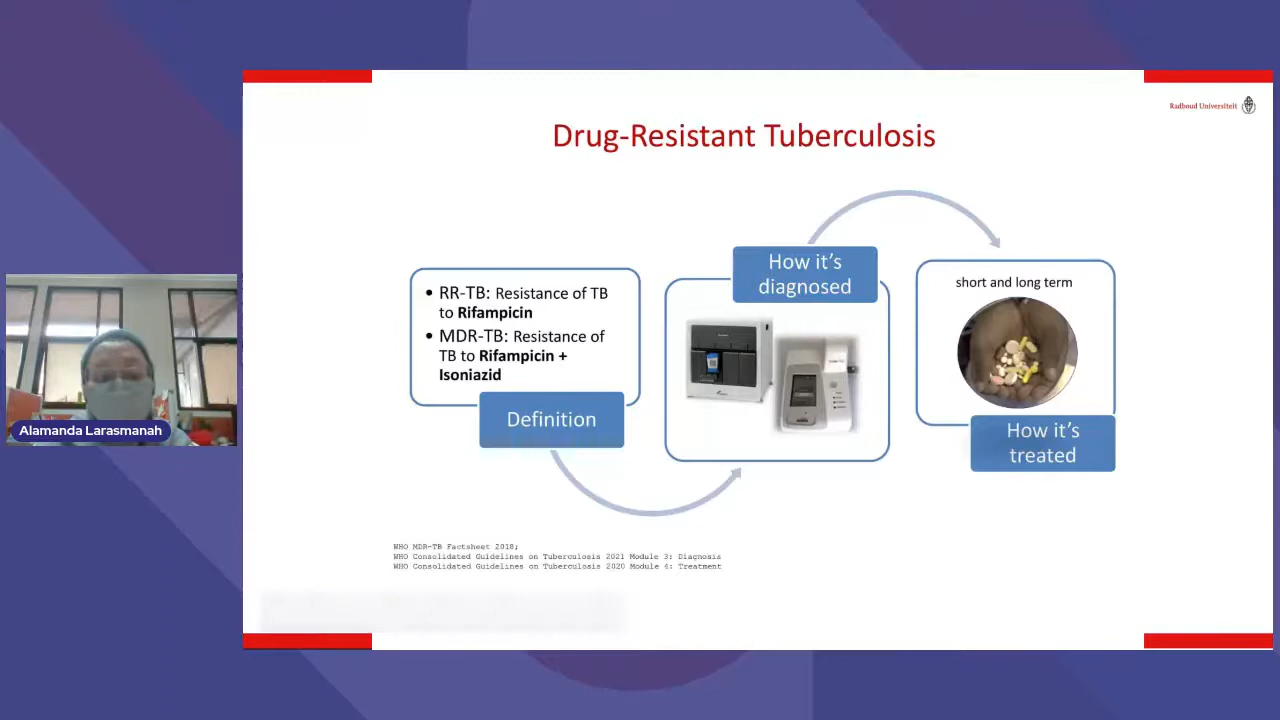 Radboud Universiteit
Drug-Resistant Tuberculosis
• RR-TB: Resistance of TB
to Rifampicin
• MDR-TB: Resistance of
TB to Rifampicin +
Isoniazid
Definition
How it's
diagnosed
short and long term
How it's
treated
WHO MDR-TB Factsheet 2018;
WHO Consolidated Guidelines on Tuberculosis 2021 Module 3: Diagnosis
WHO Consolidated Guidelines on Tuberculosis 2020 Module 4: Treatment
Alamanda Larasmanah